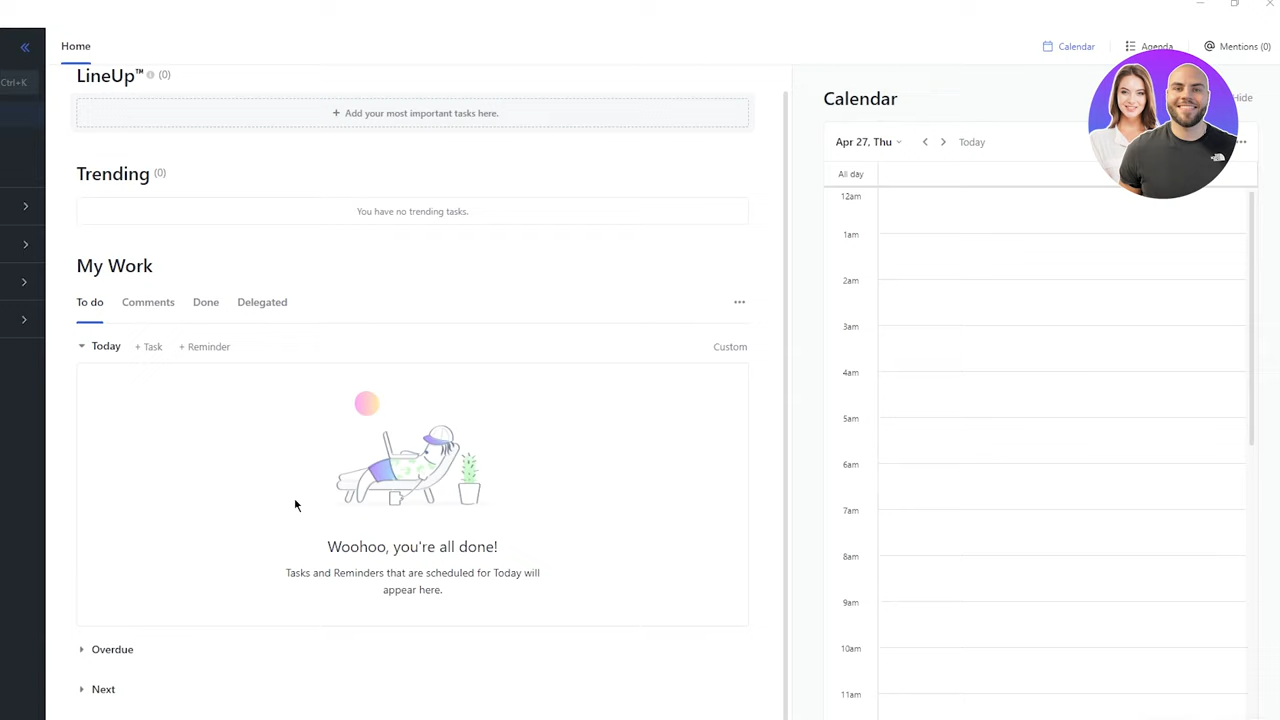 Home
Calendar
Agenda
Mentions (0)
Ctrl+K
LineUp™ (0)
+ Add your most important tasks here.
Trending (0)
You have no trending tasks.
My Work
To do
Comments
Done
Delegated
Today
+ Task
+ Reminder
Custom
Woohoo, you're all done!
Tasks and Reminders that are scheduled for Today will
appear here.
Overdue
Next
Calendar
Hide
Apr 27, Thu
Today
All day
12am
1am
2am
3am
4am
5am
6am
7am
8am
9am
10am
11am